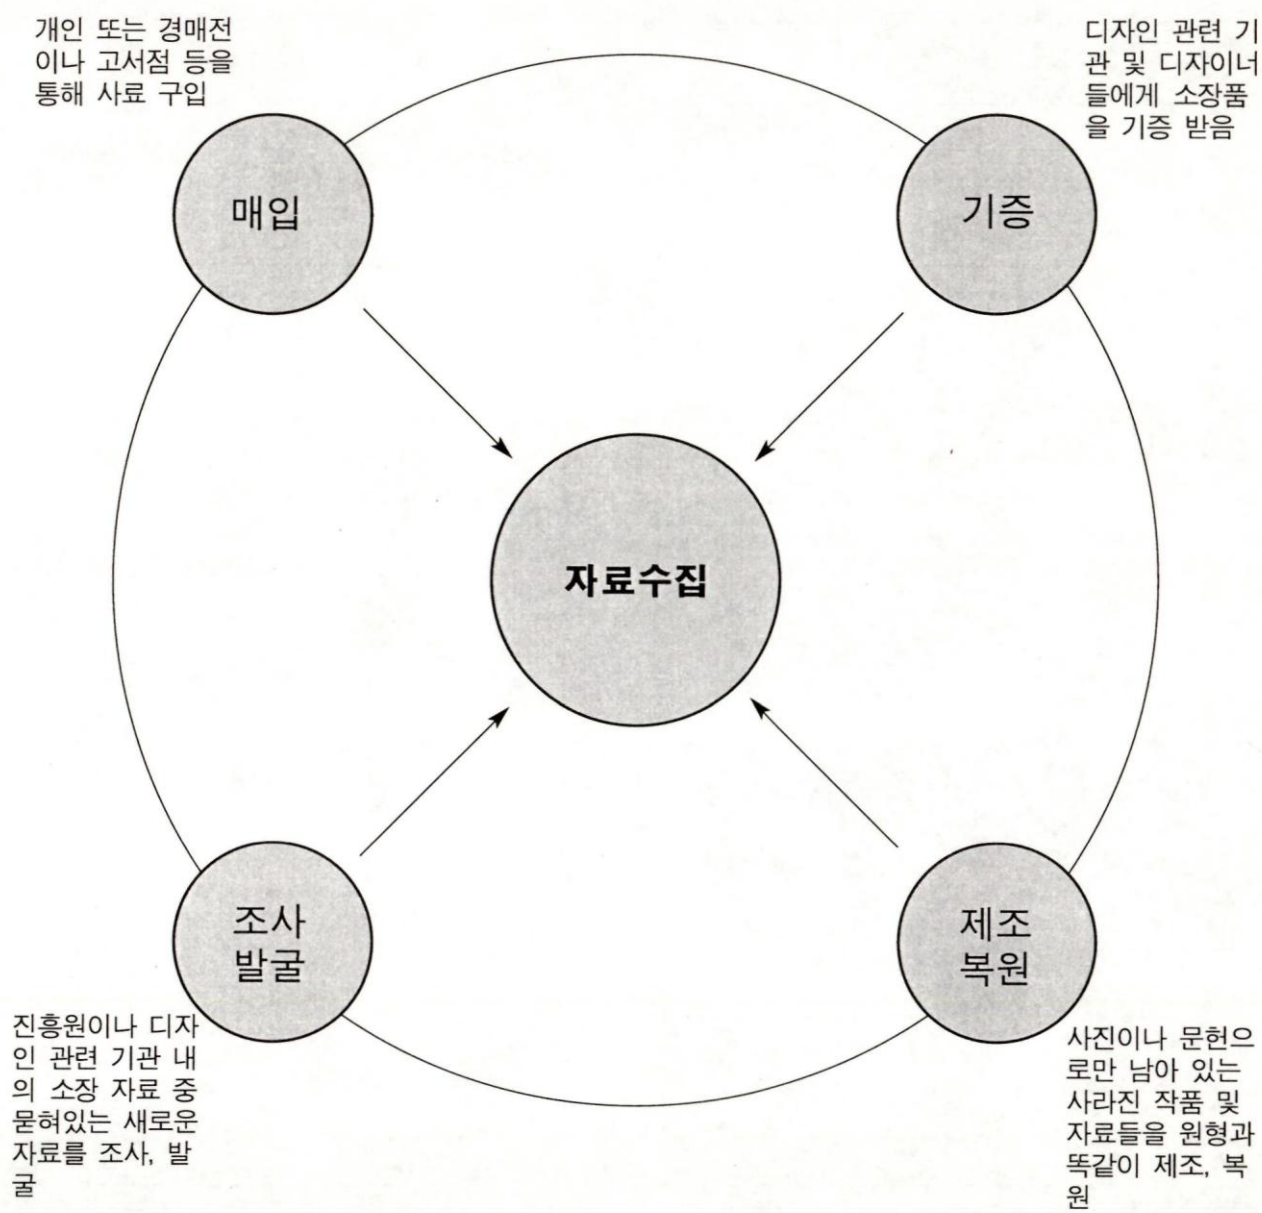 개인 또는 경매전
이나 고서점 등을
통해 사료 구입
매입
디자인 관련 기
관 및 디자이너
들에게 소장품
을 기증 받음
기증
자료수집
조사
발굴
진흥원이나 디자
인 관련 기관 내
의 소장 자료 중
묻혀있는 새로운
자료를 조사, 발
굴
제조
복원
사진이나 문헌으
로만 남아 있는
사라진 작품 및
자료들을 원형과
똑같이 제조, 복
원